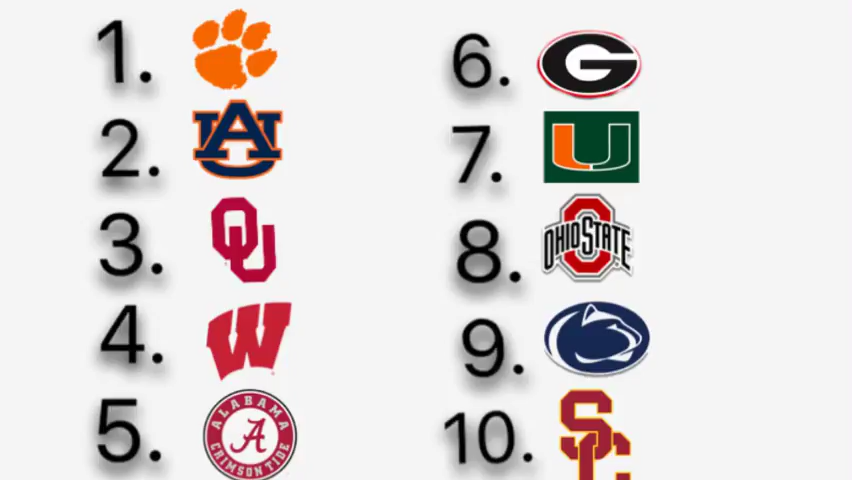 1.
2. AU
3. OU
4. W
5. ALABAMA A CRIMSON TIDE
6. G
7. U
8. OHIO STATE
9.
10. SC